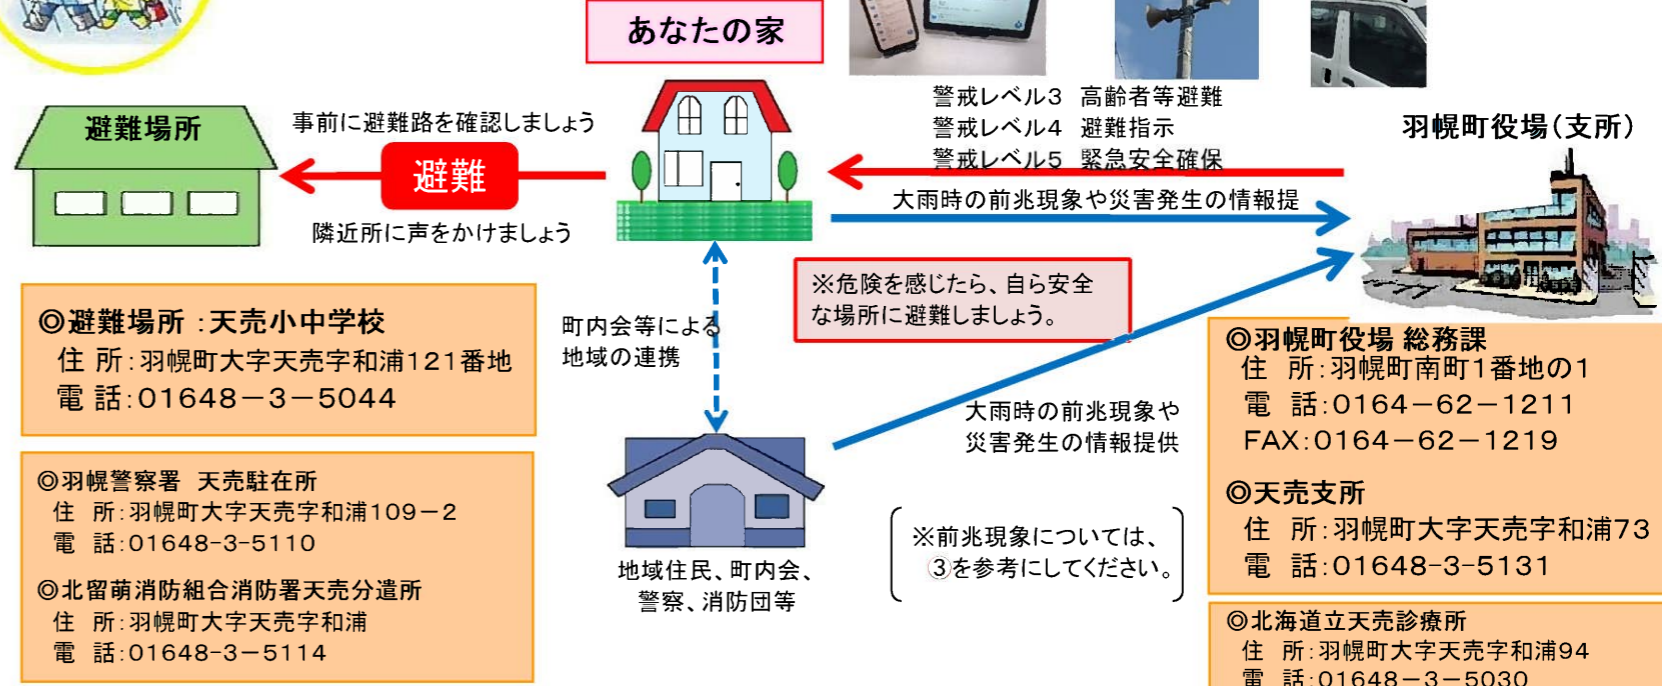 あなたの家
警戒レベル3 高齢者等避難
警戒レベル4 避難指示
警戒レベル5 緊急安全確保
羽幌町役場(支所)
避難場所
事前に避難路を確認しましょう
避難
隣近所に声をかけましょう
大雨時の前兆現象や災害発生の情報提
※危険を感じたら、自ら安全
な場所に避難しましょう。
町内会等による
地域の連携
大雨時の前兆現象や
災害発生の情報提供
※前兆現象については、
③を参考にしてください。
地域住民、町内会、
警察、消防団等
◎避難場所:天売小中学校
住 所:羽幌町大字天売字和浦121番地
電 話:01648-3-5044
◎羽幌警察署 天売駐在所
住 所:羽幌町大字天売字和浦109-2
電 話:01648-3-5110
◎北留萌消防組合消防署天売分遣所
住 所:羽幌町大字天売字和浦
電 話:01648-3-5114
◎羽幌町役場 総務課
住 所:羽幌町南町1番地の1
電 話:0164-62-1211
FAX:0164-62-1219
◎天売支所
住 所:羽幌町大字天売字和浦73
電 話:01648-3-5131
◎北海道立天売診療所
住 所:羽幌町大字天売字和浦94
電 話:01648-3-5030